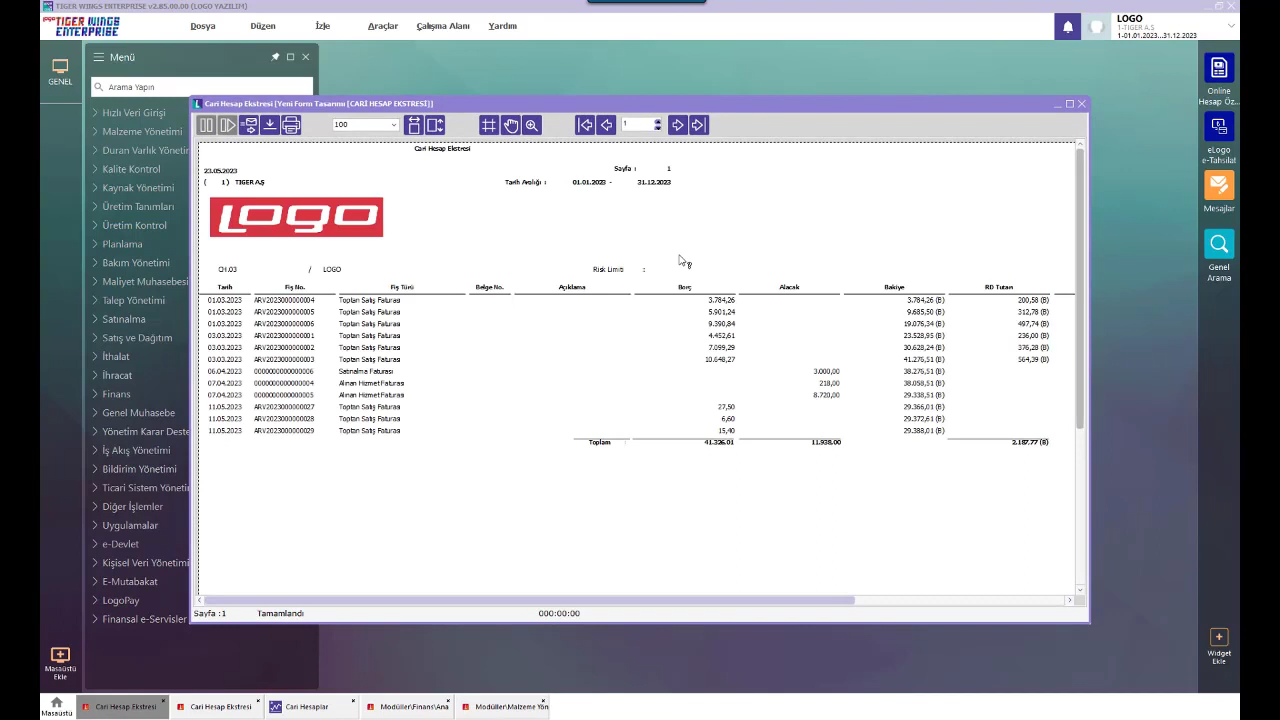 TIGER WINGS ENTERPRISE v2.85.00.00 (LOGO YAZILIM)
TIGER WINGS ENTERPRISE
Dosya Düzen İzle Araçlar Çalışma Alanı Yardım
LOGO
1-TIGER A.S
1-01.01.2023...31.12.2023
GENEL
Menü
Arama Yapın
Hızlı Veri Girişi
Malzeme Yönetimi
Duran Varlık Yönetin
Kalite Kontrol
Kaynak Yönetimi
Üretim Tanımları
Üretim Kontrol
Planlama
Bakım Yönetimi
Maliyet Muhasebesi
Talep Yönetimi
Satınalma
Satış ve Dağıtım
İthalat
İhracat
Finans
Genel Muhasebe
Yönetim Karar Deste
İş Akış Yönetimi
Bildirim Yönetimi
Ticari Sistem Yöneti
Diğer İşlemler
Uygulamalar
e-Devlet
Kişisel Veri Yönetimi
E-Mutabakat
LogoPay
Finansal e-Servisler
Masaüstü Ekle
Cari Hesap Ekstresi [Yeni Form Tasarımı [CARİ HESAP EKSTRESİ]]
100
1
Cari Hesap Ekstresi
23.05.2023 Sayfa : 1
( 1) TIGER A.Ş Tarih Aralığı : 01.01.2023 - 31.12.2023
LOGO
CH.03 / LOGO Risk Limiti :
Tarih Fiş No. Fiş Türü Belge No. Açıklama Borç Alacak Bakiye RD Tutarı
01.03.2023 ARV2023000000004 Toptan Satış Faturası 3.784,26 3.784,26 (B) 200,58 (B)
01.03.2023 ARV2023000000005 Toptan Satış Faturası 5.901,24 9.685,50 (B) 312,78 (B)
01.03.2023 ARV2023000000006 Toptan Satış Faturası 9.390,84 19.076,34 (B) 497,74 (B)
03.03.2023 ARV2023000000001 Toptan Satış Faturası 4.452,61 23.528,95 (B) 236,00 (B)
03.03.2023 ARV2023000000002 Toptan Satış Faturası 7.099,29 30.628,24 (B) 376,28 (B)
03.03.2023 ARV2023000000003 Toptan Satış Faturası 10.648,27 41.276,51 (B) 564,39 (B)
06.04.2023 0000000000000006 Satınalma Faturası 3.000,00 38.276,51 (B)
07.04.2023 0000000000000004 Alınan Hizmet Faturası 218,00 38.058,51 (B)
07.04.2023 0000000000000005 Alınan Hizmet Faturası 8.720,00 29.338,51 (B)
11.05.2023 ARV2023000000027 Toptan Satış Faturası 27,50 29.366,01 (B)
11.05.2023 ARV2023000000028 Toptan Satış Faturası 6,60 29.372,61 (B)
11.05.2023 ARV2023000000029 Toptan Satış Faturası 15,40 29.388,01 (B)
Toplam : 41.326,01 11.938,00 2.187,77 (B)
Sayfa :1 Tamamlandı 000:00:00
Online
Hesap Öz...
eLogo
e-Tahsilat
Mesajlar
Genel
Arama
Widget
Ekle
Masaüstü Cari Hesap Ekstresi Cari Hesap Ekstresi Cari Hesaplar Modüller\Finans\Ana Modüller\Malzeme Yön